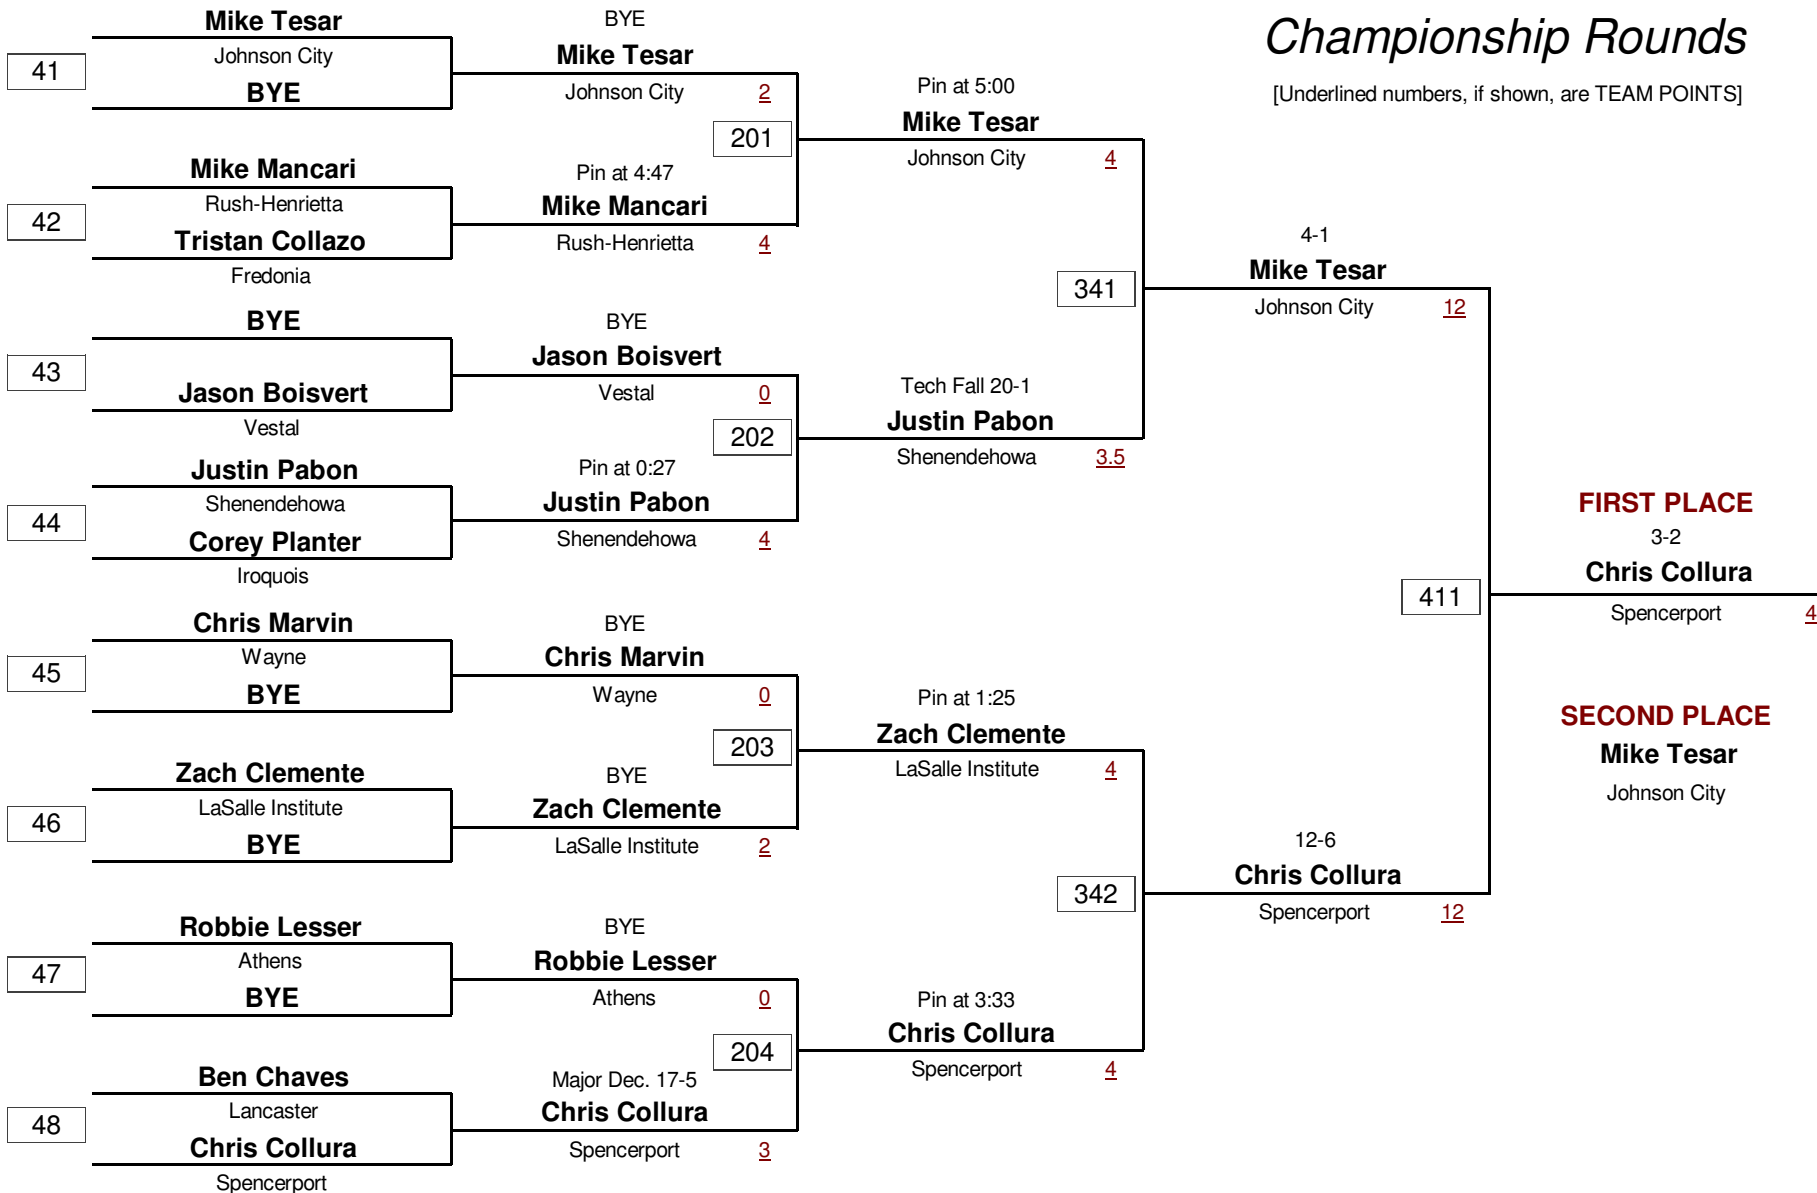 Championship Rounds
[Underlined numbers, if shown, are TEAM POINTS]
41
Mike Tesar
Johnson City
BYE
42
Mike Mancari
Rush-Henrietta
Tristan Collazo
Fredonia
43
BYE
Jason Boisvert
Vestal
44
Justin Pabon
Shenendehowa
Corey Planter
Iroquois
45
Chris Marvin
Wayne
BYE
46
Zach Clemente
LaSalle Institute
BYE
47
Robbie Lesser
Athens
BYE
48
Ben Chaves
Lancaster
Chris Collura
Spencerport
BYE
Mike Tesar
Johnson City 2
201
Pin at 4:47
Mike Mancari
Rush-Henrietta 4
BYE
Jason Boisvert
Vestal 0
202
Pin at 0:27
Justin Pabon
Shenendehowa 4
BYE
Chris Marvin
Wayne 0
203
BYE
Zach Clemente
LaSalle Institute 2
BYE
Robbie Lesser
Athens 0
204
Major Dec. 17-5
Chris Collura
Spencerport 3
Pin at 5:00
Mike Tesar
Johnson City 4
341
Tech Fall 20-1
Justin Pabon
Shenendehowa 3.5
Pin at 1:25
Zach Clemente
LaSalle Institute 4
342
Pin at 3:33
Chris Collura
Spencerport 4
4-1
Mike Tesar
Johnson City 12
411
12-6
Chris Collura
Spencerport 12
FIRST PLACE
3-2
Chris Collura
Spencerport 4
SECOND PLACE
Mike Tesar
Johnson City